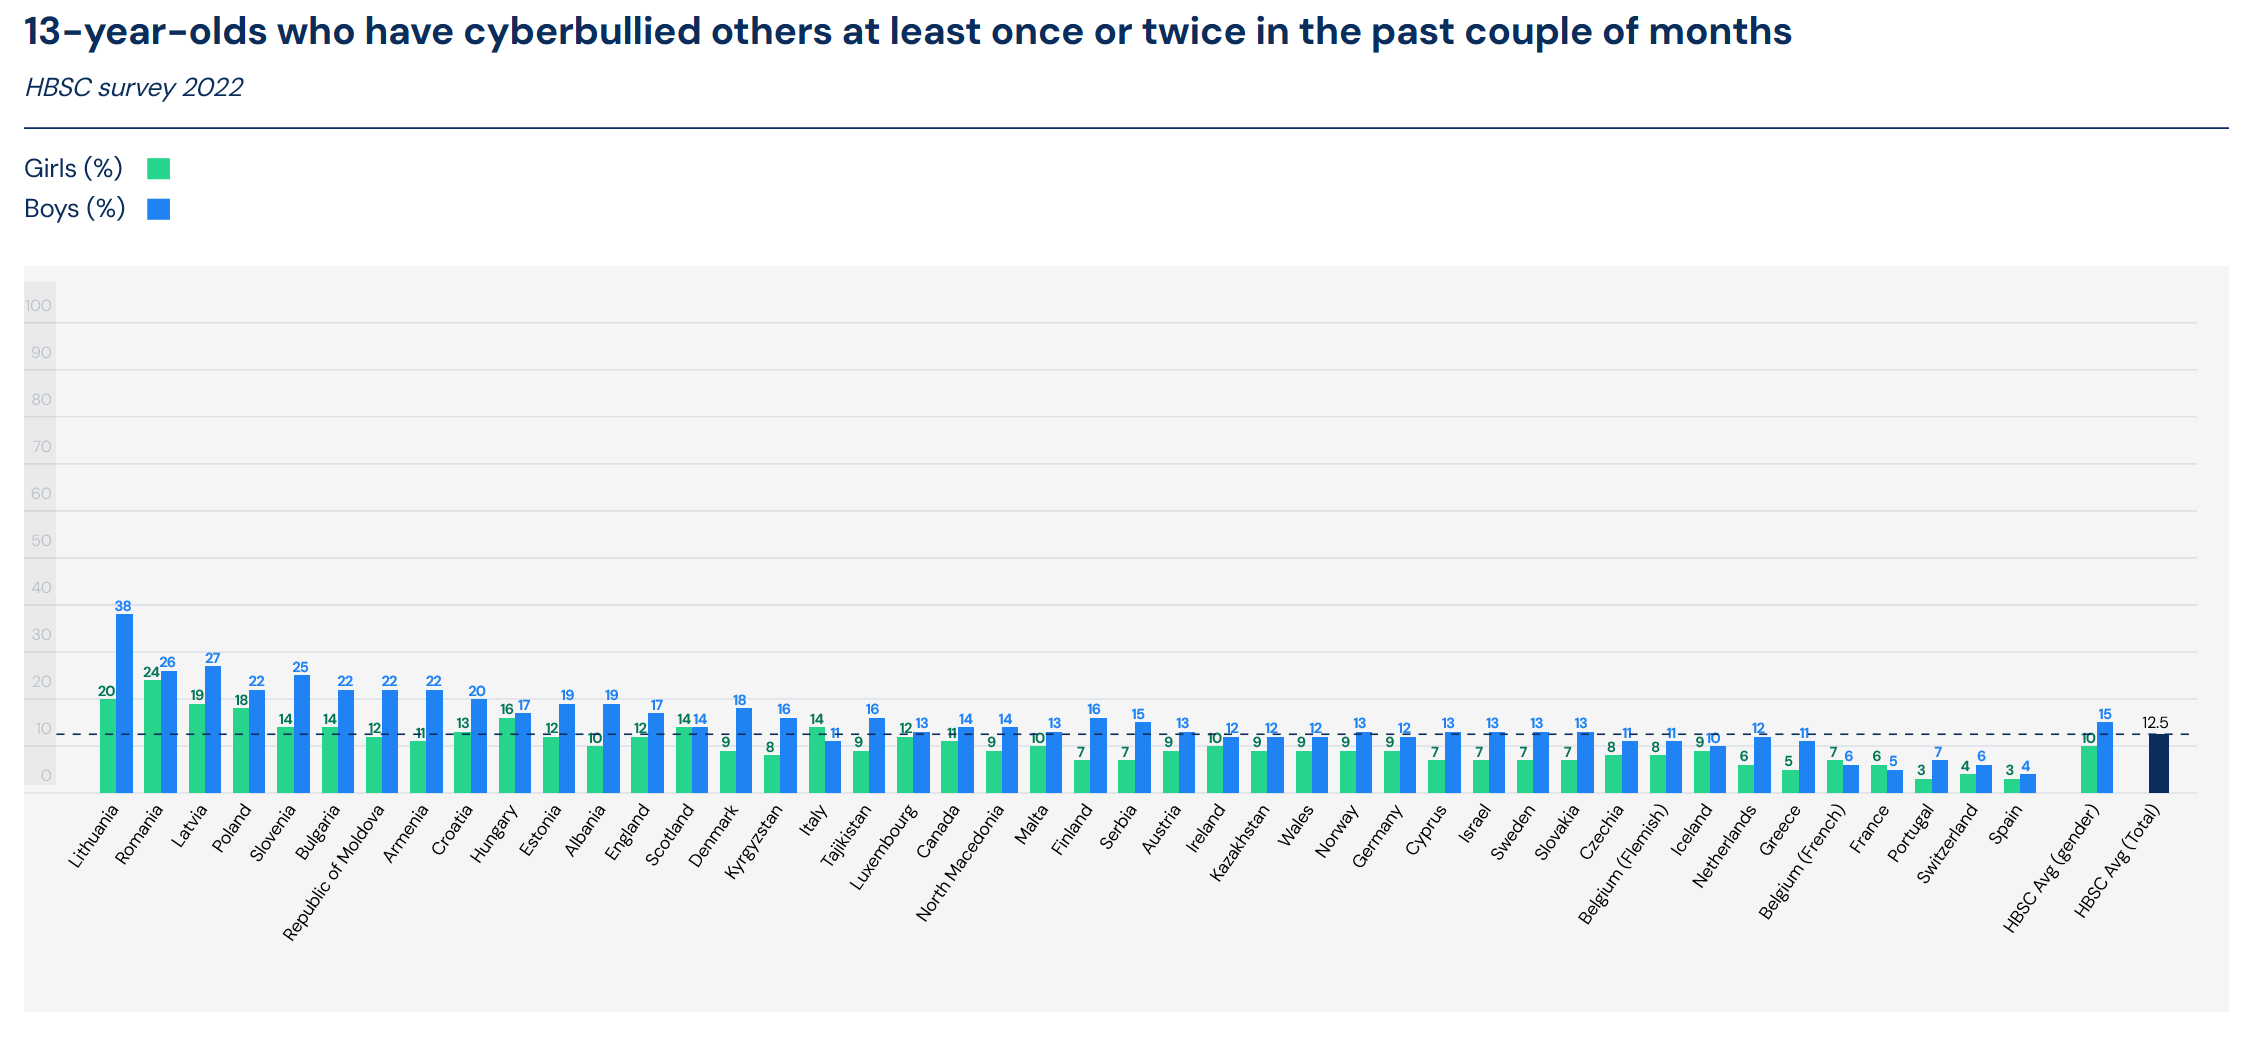 13-year-olds who have cyberbullied others at least once or twice in the past couple of months
HBSC survey 2022
Girls (%)
Boys (%)
100
90
80
70
60
50
40
30
20
10
0
20 38
24 26
19 27
18 22
14 25
14 22
12 22
11 22
13 20
16 17
12 19
10 19
12 17
14 14
9 18
8 16
14 11
9 16
12 13
11 14
9 14
10 13
7 16
7 15
9 13
10 12
9 12
9 12
9 13
9 12
7 13
7 13
7 13
7 13
8 11
8 11
9 10
6 12
5 11
7 6
6 5
3 7
4 6
3 4
10 15
12.5
Lithuania
Romania
Latvia
Poland
Slovenia
Bulgaria
Republic of Moldova
Armenia
Croatia
Hungary
Estonia
Albania
England
Scotland
Denmark
Kyrgyzstan
Italy
Tajikistan
Luxembourg
Canada
North Macedonia
Malta
Finland
Serbia
Austria
Ireland
Kazakhstan
Wales
Norway
Germany
Cyprus
Israel
Sweden
Slovakia
Czechia
Belgium (Flemish)
Iceland
Netherlands
Greece
Belgium (French)
France
Portugal
Switzerland
Spain
HBSC Avg (gender)
HBSC Avg (Total)